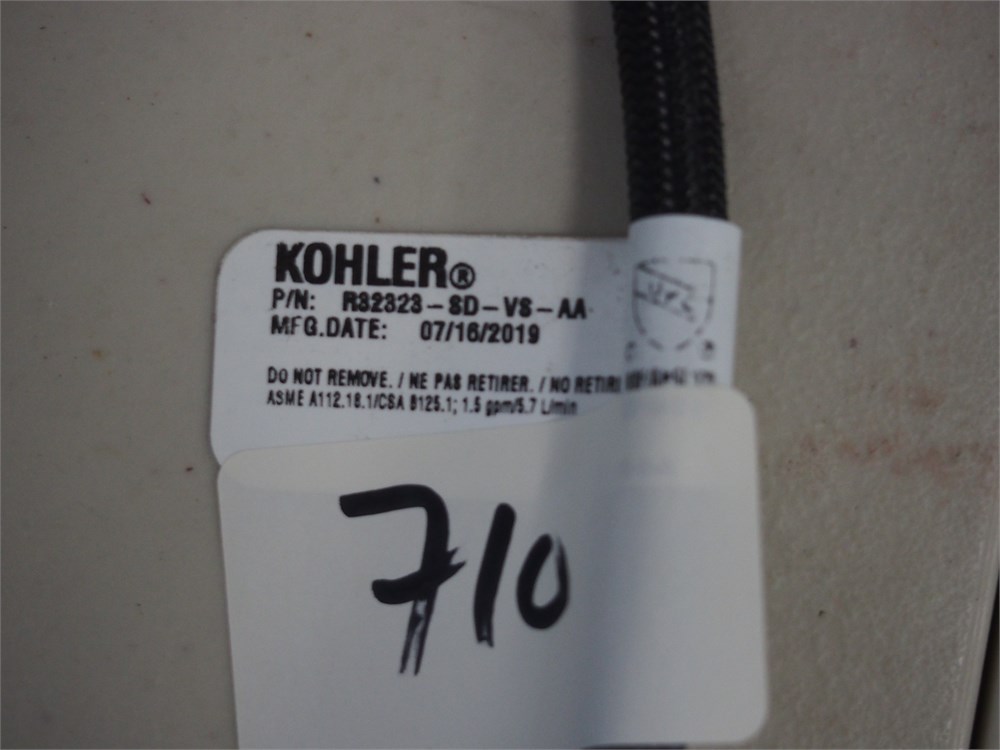 KOHLER®
P/N: R32323-SD-VS-AA
MFG.DATE: 07/16/2019
DO NOT REMOVE. / NE PAS RETIRER. / NO RETIR
ASME A112.18.1/CSA B125.1; 1.5 gpm/5.7 L/min
710